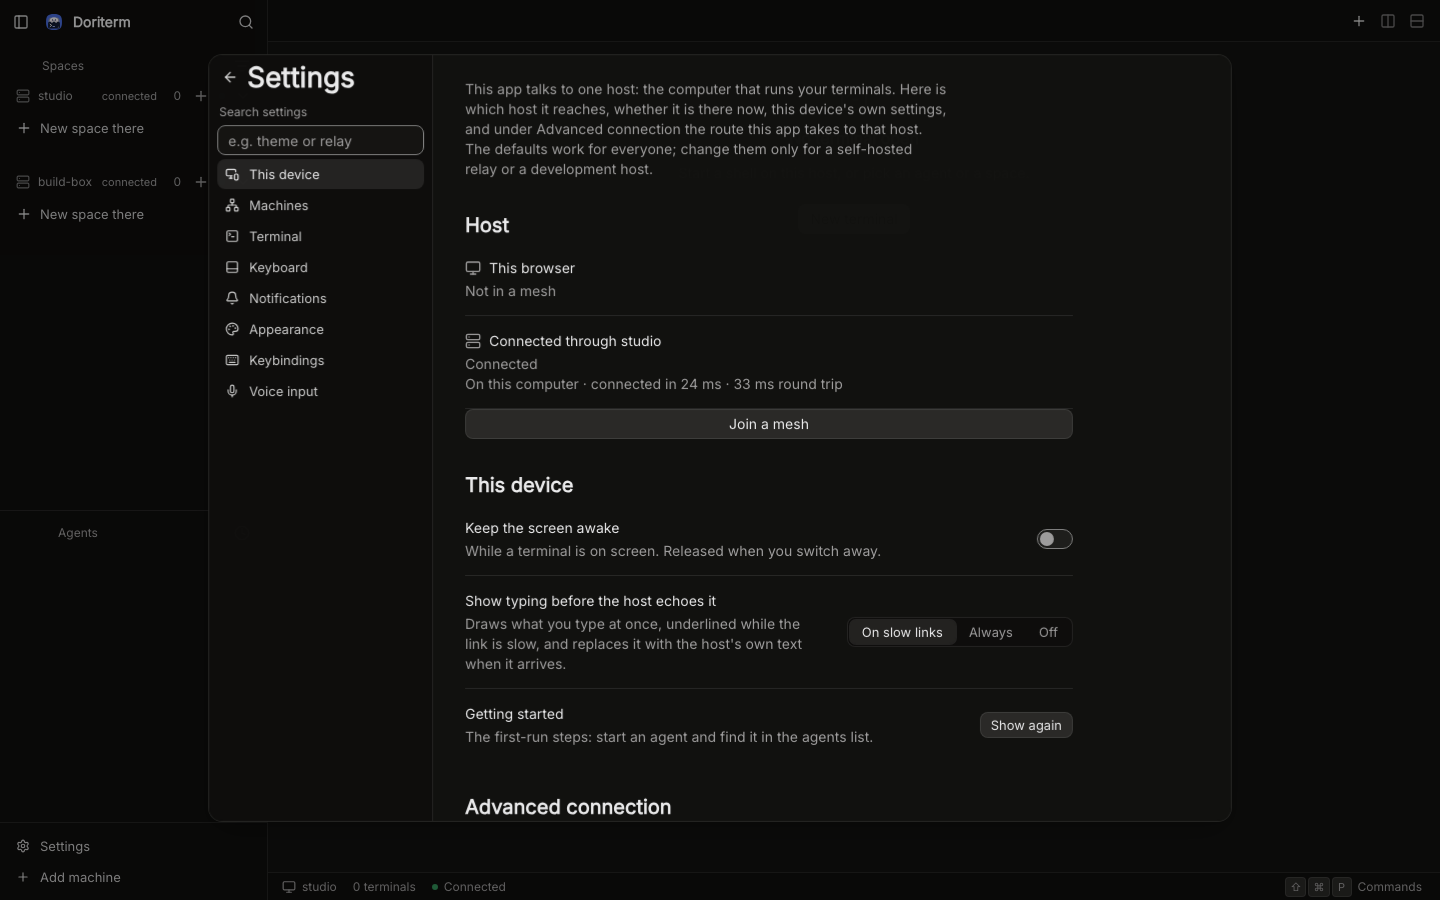 Doriterm
Spaces
studio connected 0
New space there
build-box connected 0
New space there
Agents
Settings
Add machine
Settings
Search settings
e.g. theme or relay
This device
Machines
Terminal
Keyboard
Notifications
Appearance
Keybindings
Voice input
This app talks to one host: the computer that runs your terminals. Here is
which host it reaches, whether it is there now, this device's own settings,
and under Advanced connection the route this app takes to that host.
The defaults work for everyone; change them only for a self-hosted
relay or a development host.
Host
This browser
Not in a mesh
Connected through studio
Connected
On this computer · connected in 24 ms · 33 ms round trip
Join a mesh
This device
Keep the screen awake
While a terminal is on screen. Released when you switch away.
Show typing before the host echoes it
Draws what you type at once, underlined while the
link is slow, and replaces it with the host's own text
when it arrives.
On slow links Always Off
Getting started
The first-run steps: start an agent and find it in the agents list.
Show again
Advanced connection
studio 0 terminals Connected
⇧ ⌘ P Commands